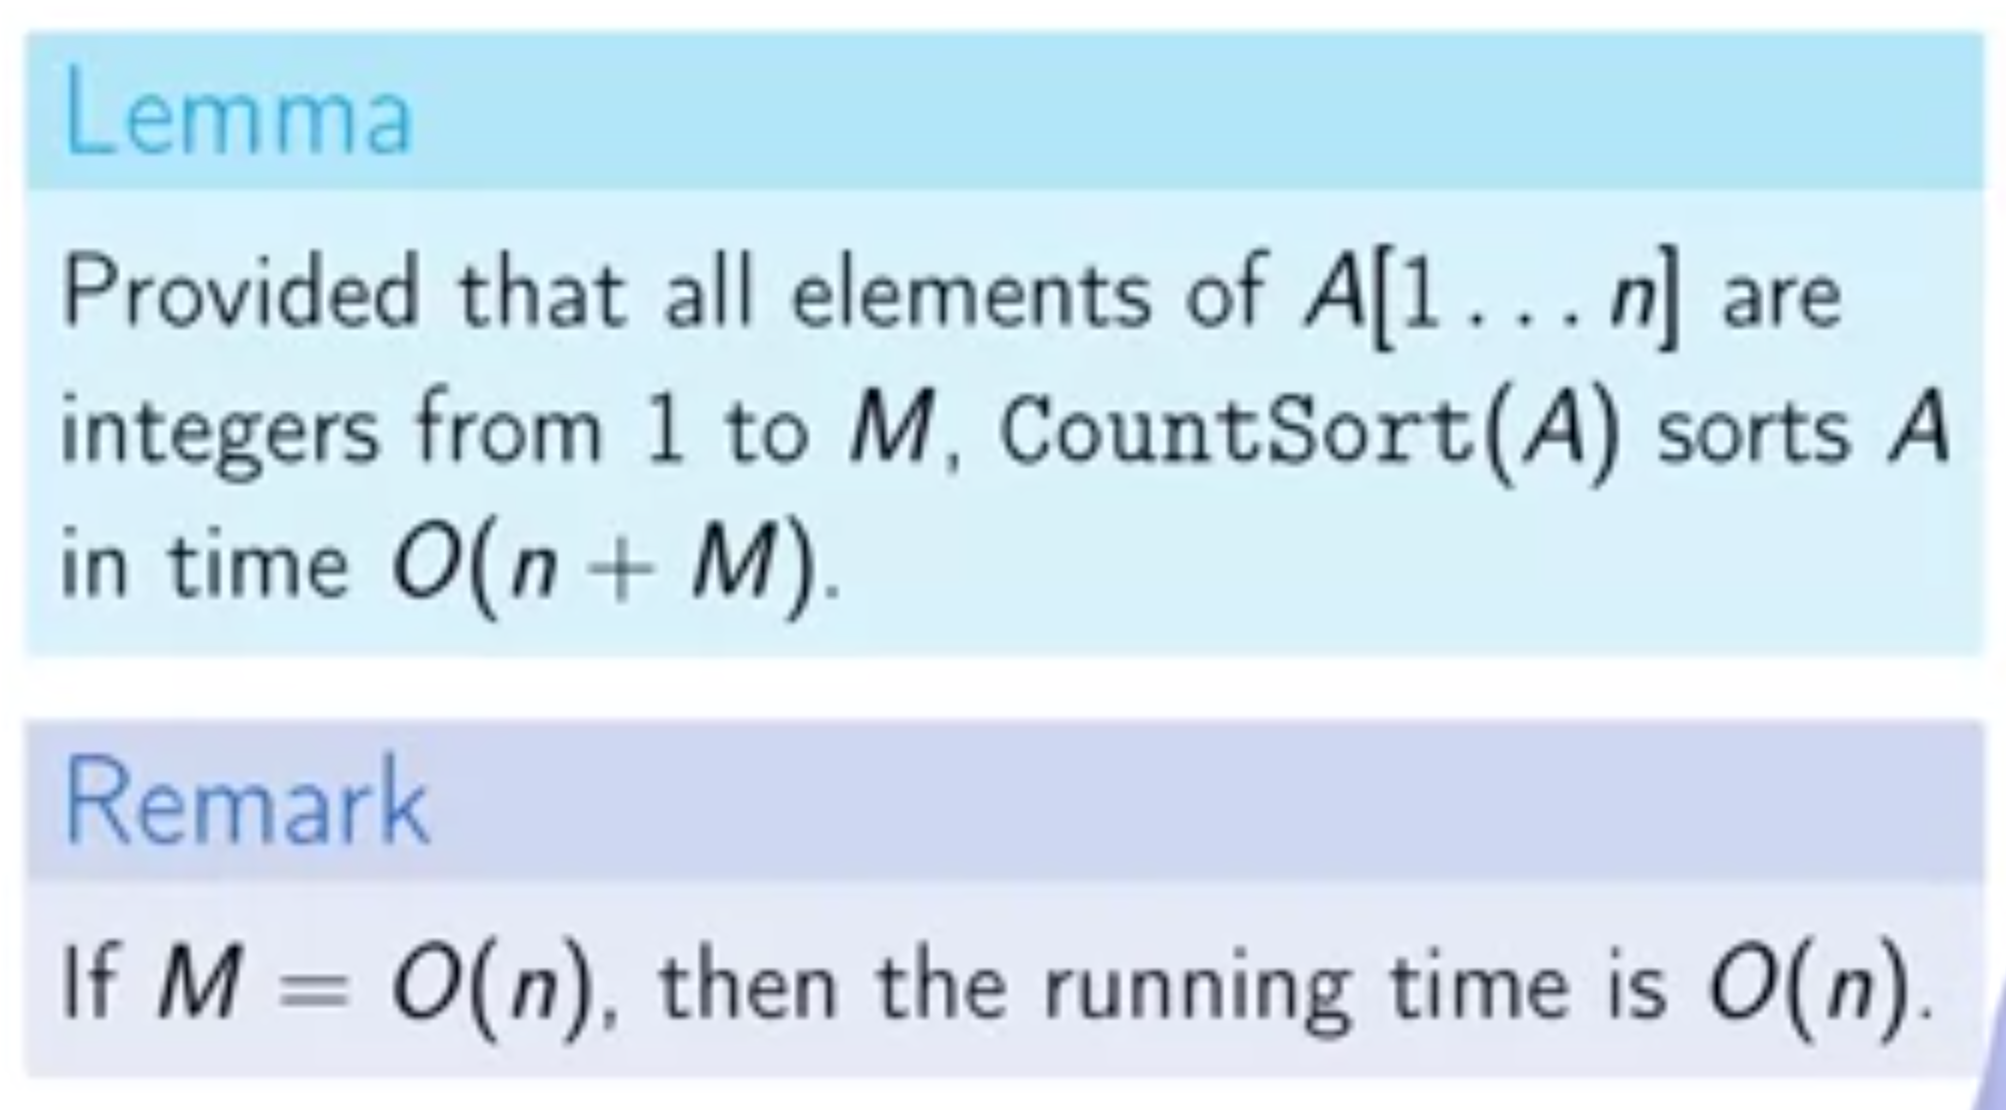 Lemma
Provided that all elements of A[1 . . . n] are
integers from 1 to M, CountSort(A) sorts A
in time O(n + M).
Remark
If M = O(n), then the running time is O(n).